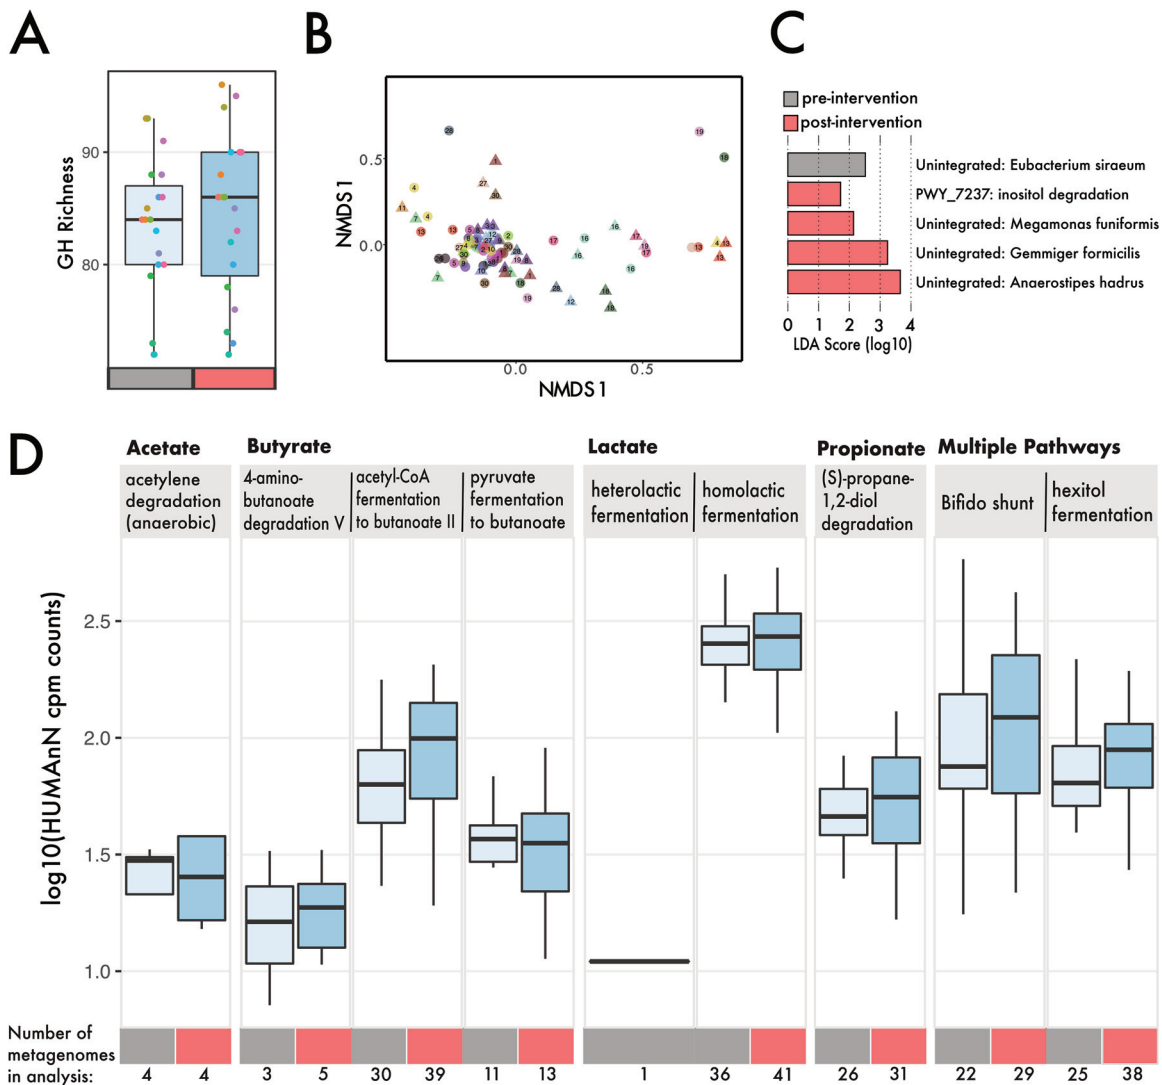 A
B
C
GH Richness
90
80
NMDS 1
0.5
0.0
0.0
0.5
NMDS 1
pre-intervention
post-intervention
Unintegrated: Eubacterium siraeum
PWY_7237: inositol degradation
Unintegrated: Megamonas funiformis
Unintegrated: Gemmiger formicilis
Unintegrated: Anaerostipes hadrus
0 1 2 3 4
LDA Score (log10)
D
Acetate
Butyrate
Lactate
Propionate
Multiple Pathways
acetylene
degradation
(anaerobic)
4-amino-
butanoate
degradation V
acetyl-CoA
fermentation
to butanoate II
pyruvate
fermentation
to butanoate
heterolactic
fermentation
homolactic
fermentation
(S)-propane-
1,2-diol
degradation
Bifido shunt
hexitol
fermentation
log10(HUMAnN cpm counts)
2.5
2.0
1.5
1.0
Number of
metagenomes
in analysis:
4 4 3 5 30 39 11 13 1 36 41 26 31 22 29 25 38